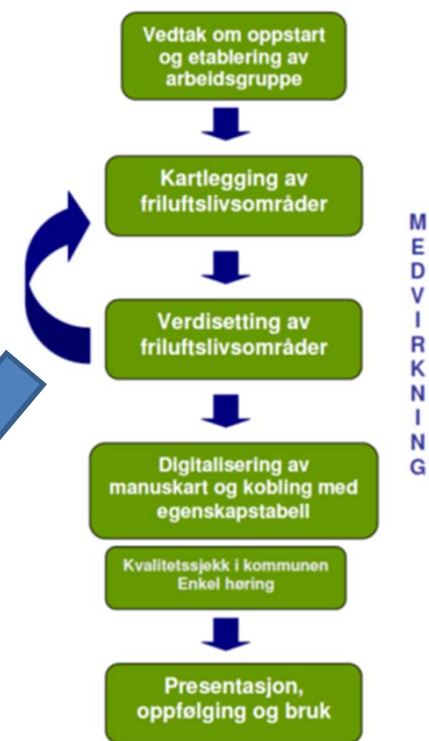 Vedtak om oppstart
og etablering av
arbeidsgruppe
Kartlegging av
friluftslivsområder
Verdisetting av
friluftslivsområder
Digitalisering av
manuskart og kobling med
egenskapstabell
Kvalitetssjekk i kommunen
Enkel høring
Presentasjon,
oppfølging og bruk
MEDVIRKNING